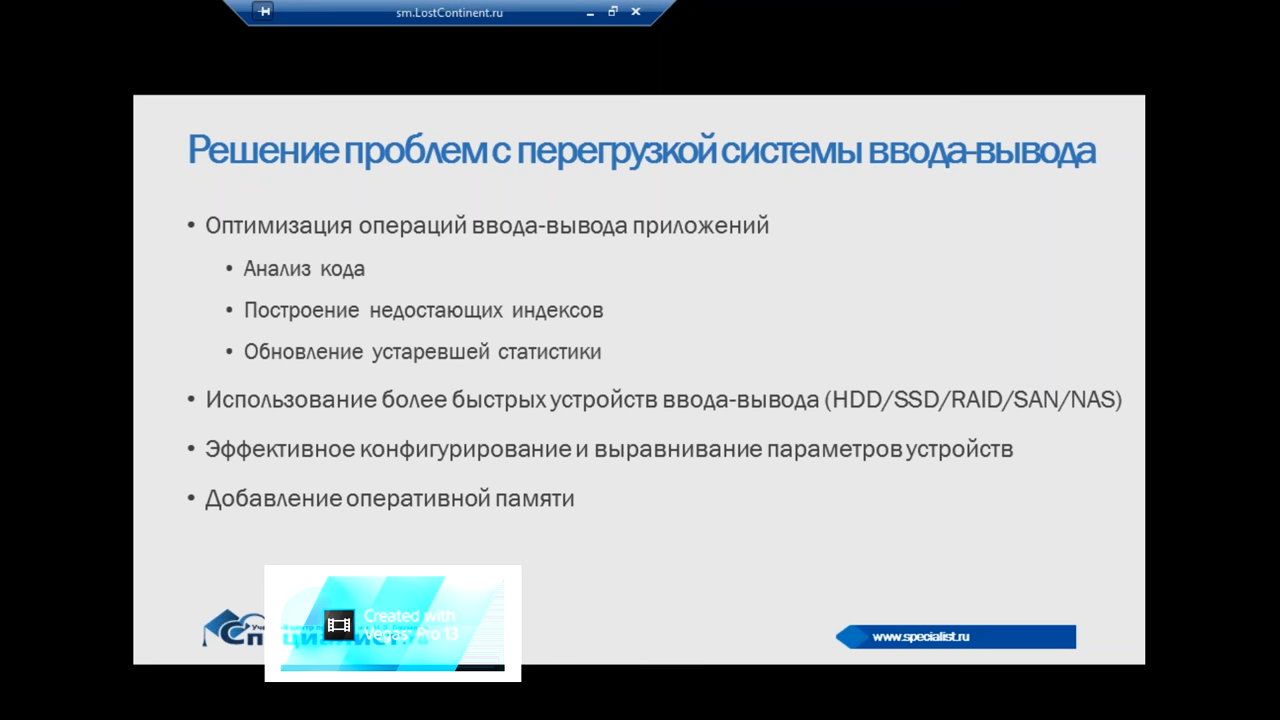 sm.LostContinent.ru
Решение проблем с перегрузкой системы ввода-вывода
• Оптимизация операций ввода-вывода приложений
• Анализ кода
• Построение недостающих индексов
• Обновление устаревшей статистики
• Использование более быстрых устройств ввода-вывода (HDD/SSD/RAID/SAN/NAS)
• Эффективное конфигурирование и выравнивание параметров устройств
• Добавление оперативной памяти
Created with
Vegas Pro 13
www.specialist.ru